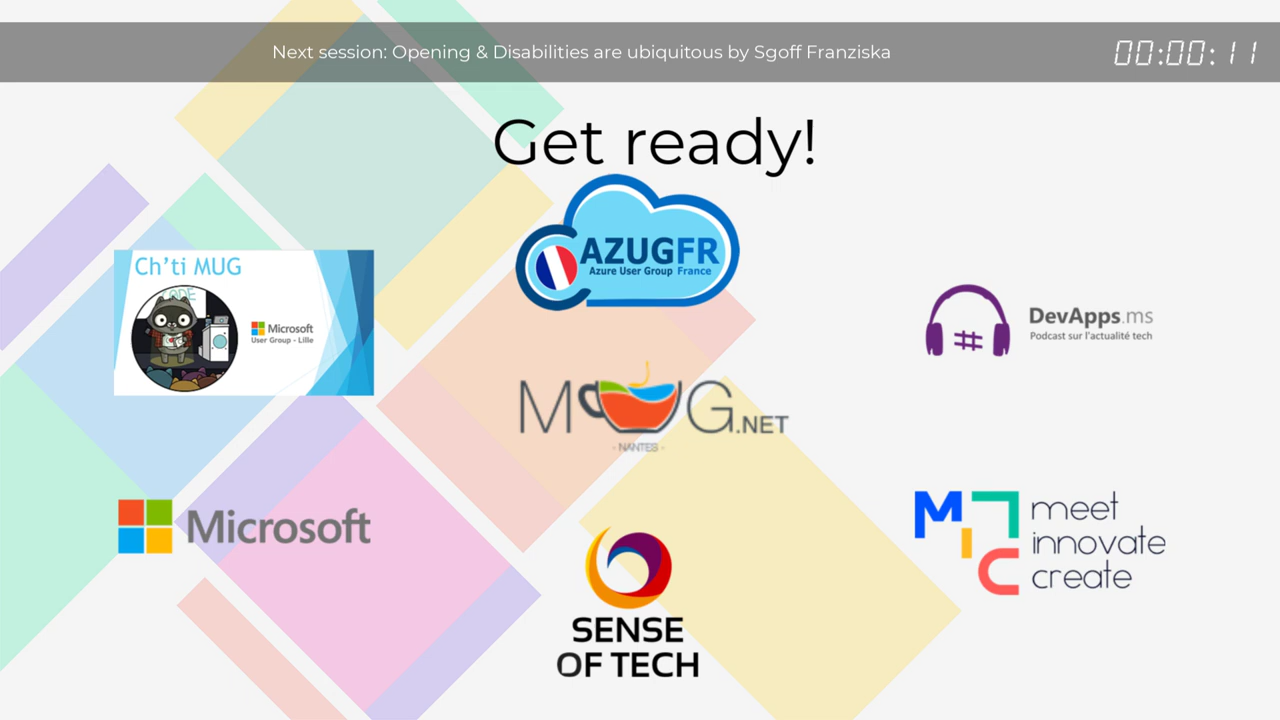 Next session: Opening & Disabilities are ubiquitous by Sgoff Franziska
00:00:11
Get ready!
AZUGFR
Azure User Group France
Ch'ti MUG
CODE
Microsoft
User Group - Lille
DevApps.ms
Podcast sur l'actualité tech
MUG.NET
- NANTES -
Microsoft
MIC
meet
innovate
create
SENSE
OF TECH